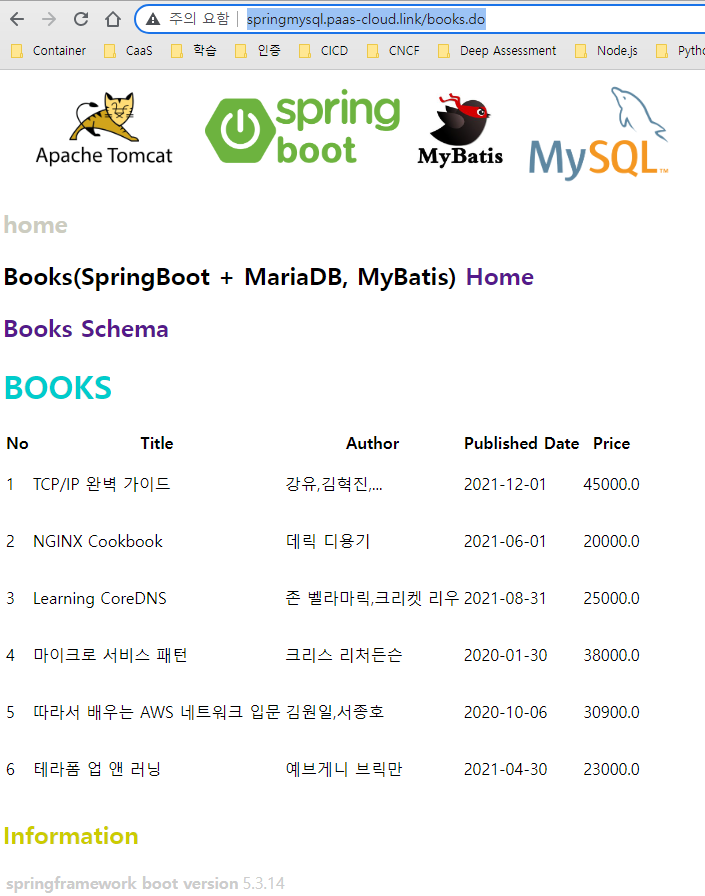 주의 요함 | springmysql.paas-cloud.link/books.do
Container CaaS 학습 인증 CICD CNCF Deep Assessment Node.js Pytho
Apache Tomcat spring boot MyBatis MySQL™
home
Books(SpringBoot + MariaDB, MyBatis) Home
Books Schema
BOOKS
No Title Author Published Date Price
1 TCP/IP 완벽 가이드 강유,김혁진,... 2021-12-01 45000.0
2 NGINX Cookbook 데릭 디용기 2021-06-01 20000.0
3 Learning CoreDNS 존 벨라마릭,크리켓 리우 2021-08-31 25000.0
4 마이크로 서비스 패턴 크리스 리처든슨 2020-01-30 38000.0
5 따라서 배우는 AWS 네트워크 입문 김원일,서종호 2020-10-06 30900.0
6 테라폼 업 앤 러닝 예브게니 브릭만 2021-04-30 23000.0
Information
springframework boot version 5.3.14